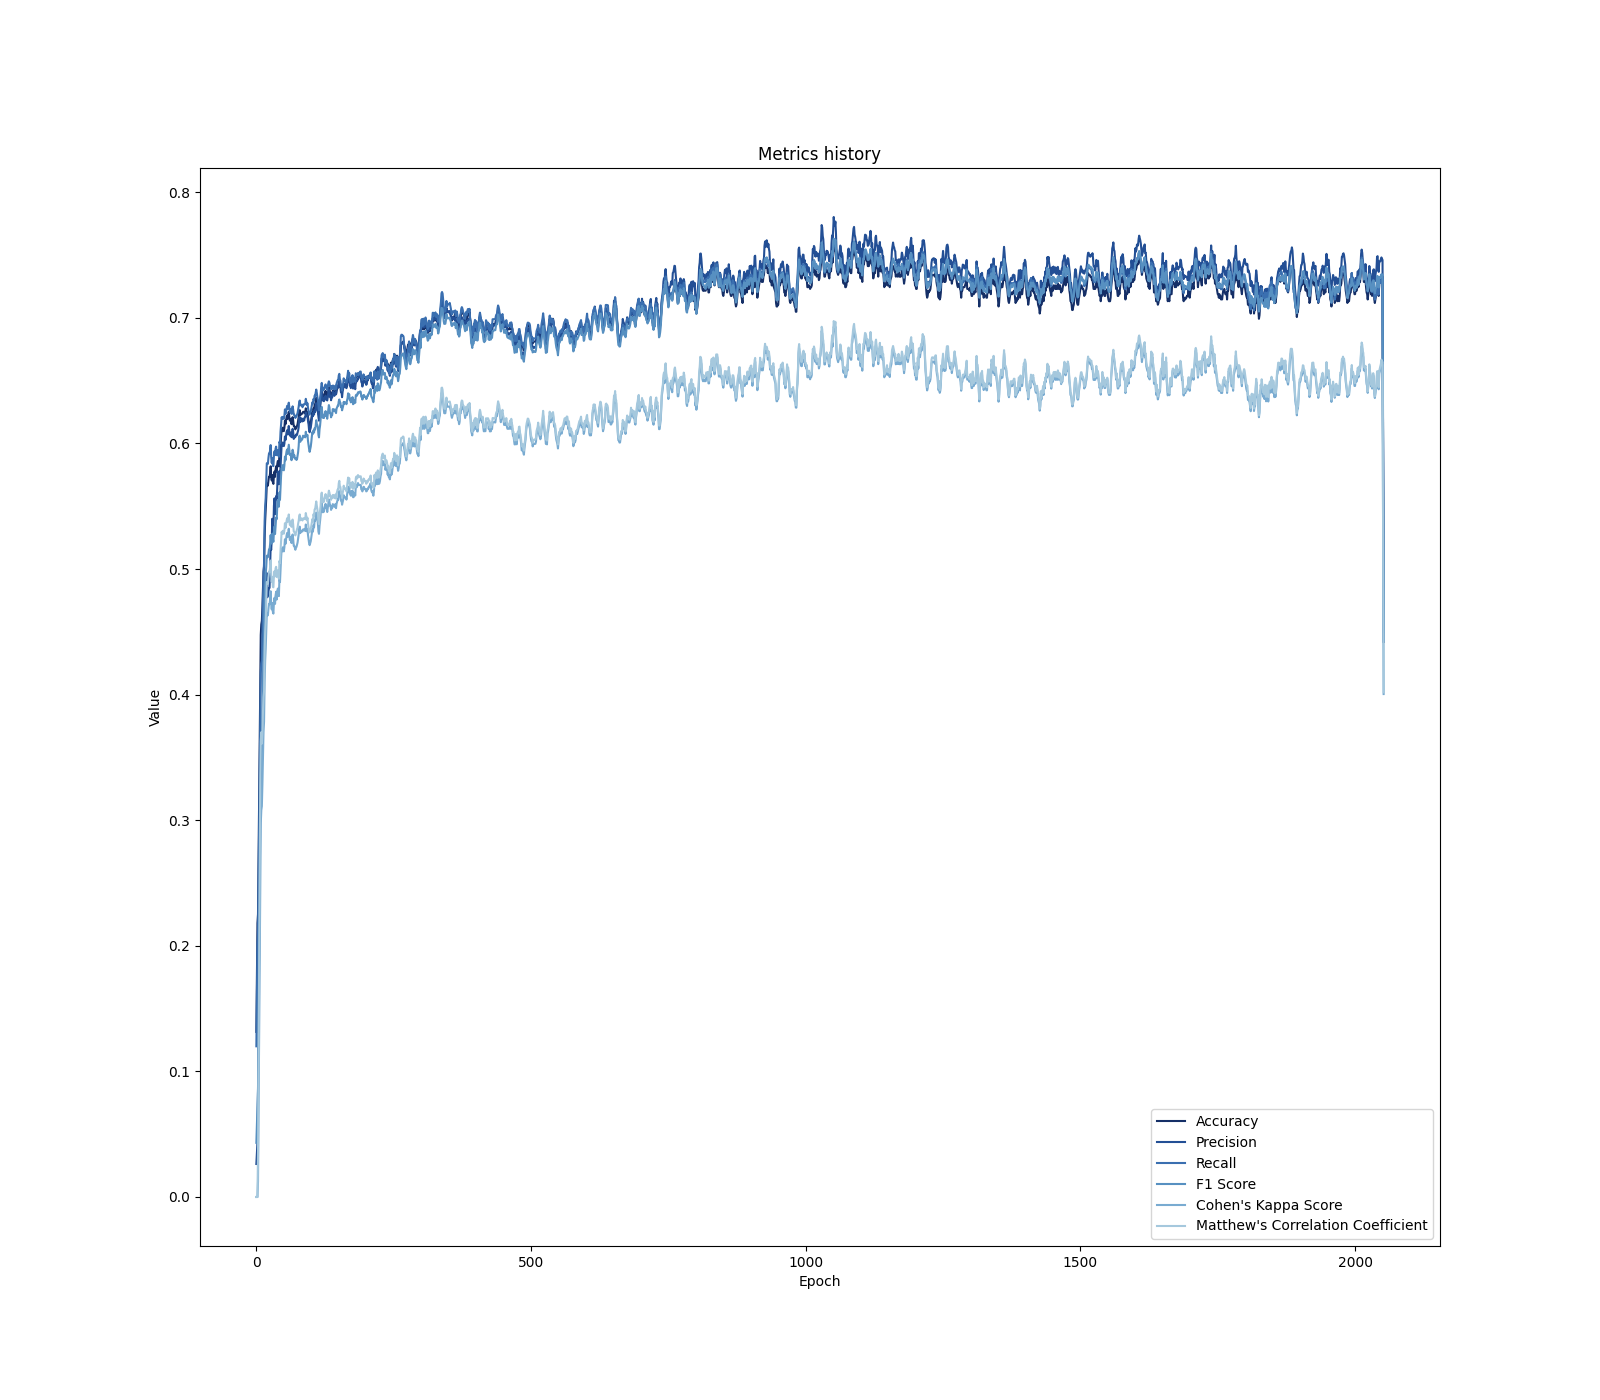 Metrics history
0.8
0.7
0.6
0.5
0.4
0.3
0.2
0.1
0.0
Value
0
500
1000
1500
2000
Epoch
Accuracy
Precision
Recall
F1 Score
Cohen's Kappa Score
Matthew's Correlation Coefficient